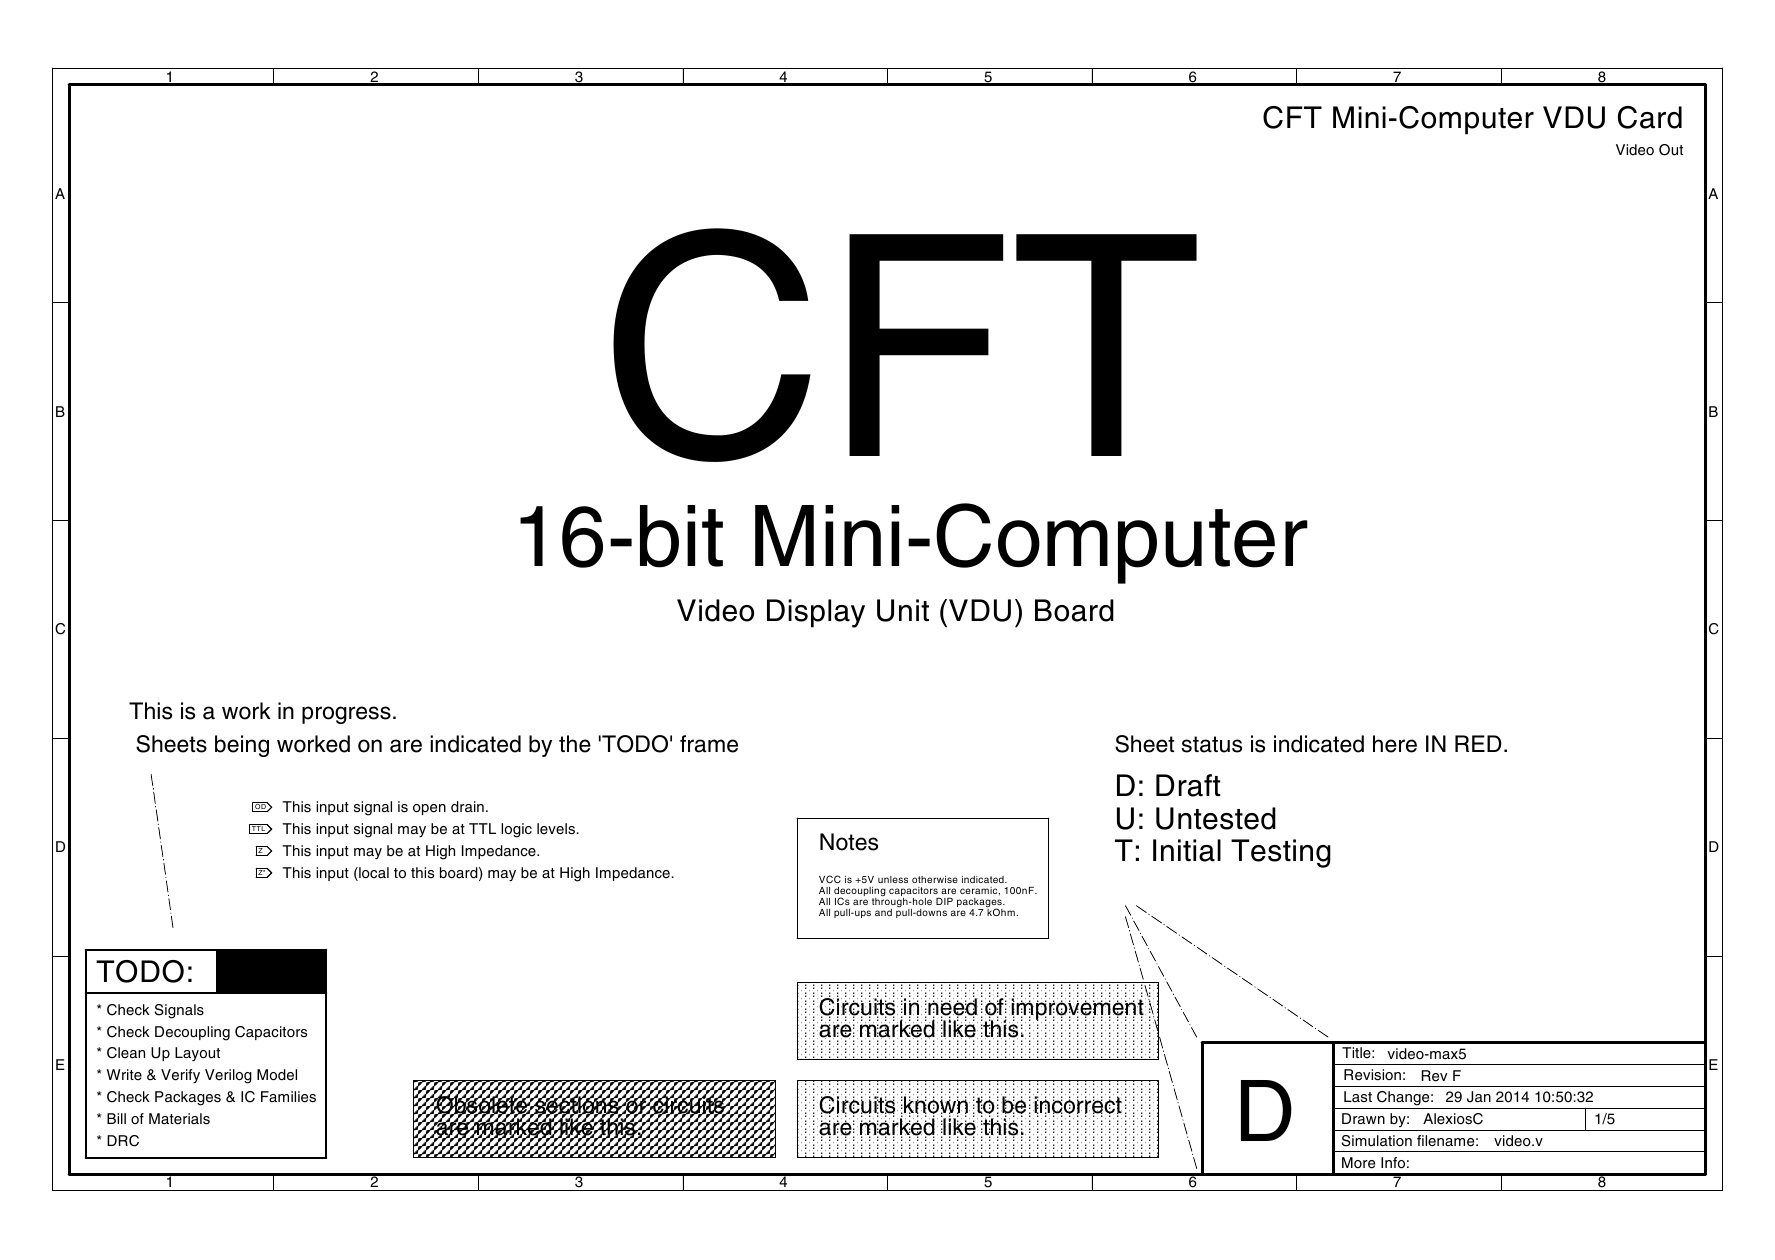 1 2 3 4 5 6 7 8
CFT Mini-Computer VDU Card
Video Out
A A
CFT
B B
16-bit Mini-Computer
Video Display Unit (VDU) Board
C C
This is a work in progress.
Sheets being worked on are indicated by the 'TODO' frame
OD This input signal is open drain.
TTL This input signal may be at TTL logic levels.
Z This input may be at High Impedance.
Z* This input (local to this board) may be at High Impedance.
Notes
VCC is +5V unless otherwise indicated.
All decoupling capacitors are ceramic, 100nF.
All ICs are through-hole DIP packages.
All pull-ups and pull-downs are 4.7 kOhm.
Sheet status is indicated here IN RED.
D: Draft
U: Untested
T: Initial Testing
D D
TODO:
* Check Signals
* Check Decoupling Capacitors
* Clean Up Layout
* Write & Verify Verilog Model
* Check Packages & IC Families
* Bill of Materials
* DRC
Obsolete sections or circuits
are marked like this.
Circuits in need of improvement
are marked like this.
Circuits known to be incorrect
are marked like this.
E E
D
Title: video-max5
Revision: Rev F
Last Change: 29 Jan 2014 10:50:32
Drawn by: AlexiosC 1/5
Simulation filename: video.v
More Info:
1 2 3 4 5 6 7 8